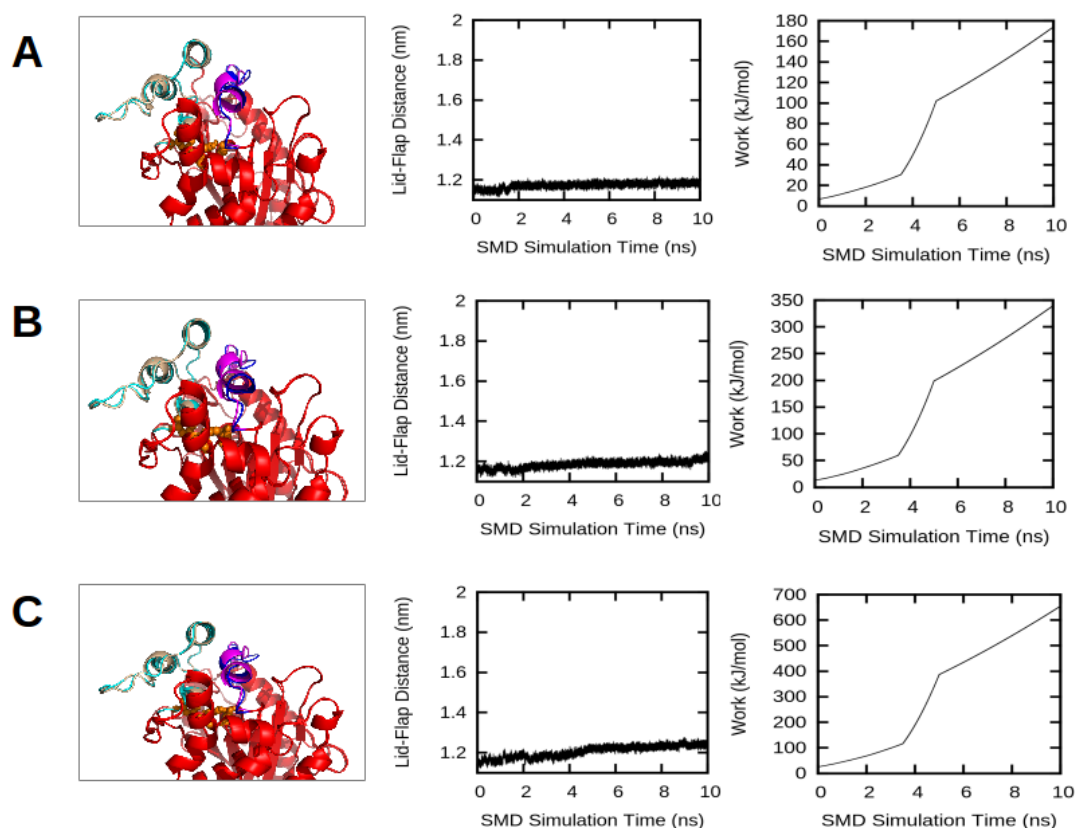 A
Lid-Flap Distance (nm)
2
1.8
1.6
1.4
1.2
0 2 4 6 8 10
SMD Simulation Time (ns)
Work (kJ/mol)
180
160
140
120
100
80
60
40
20
0
0 2 4 6 8 10
SMD Simulation Time (ns)
B
Lid-Flap Distance (nm)
2
1.8
1.6
1.4
1.2
0 2 4 6 8 10
SMD Simulation Time (ns)
Work (kJ/mol)
350
300
250
200
150
100
50
0
0 2 4 6 8 10
SMD Simulation Time (ns)
C
Lid-Flap Distance (nm)
2
1.8
1.6
1.4
1.2
0 2 4 6 8 10
SMD Simulation Time (ns)
Work (kJ/mol)
700
600
500
400
300
200
100
0
0 2 4 6 8 10
SMD Simulation Time (ns)